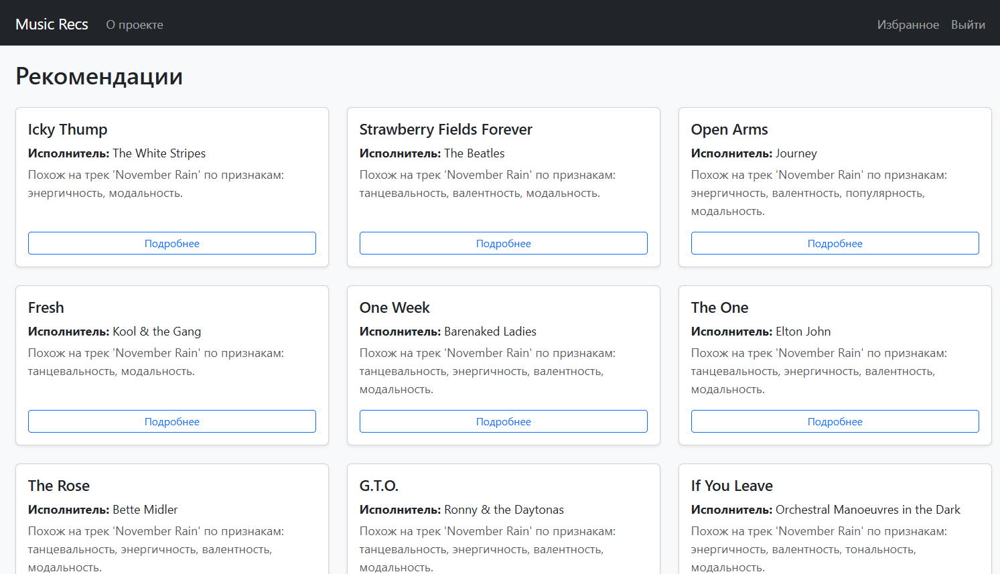 Music Recs О проекте Избранное Выйти
Рекомендации
Icky Thump
Исполнитель: The White Stripes
Похож на трек 'November Rain' по признакам:
энергичность, модальность.
Подробнее
Strawberry Fields Forever
Исполнитель: The Beatles
Похож на трек 'November Rain' по признакам:
танцевальность, валентность, модальность.
Подробнее
Open Arms
Исполнитель: Journey
Похож на трек 'November Rain' по признакам:
энергичность, валентность, популярность,
модальность.
Подробнее
Fresh
Исполнитель: Kool & the Gang
Похож на трек 'November Rain' по признакам:
танцевальность, модальность.
Подробнее
One Week
Исполнитель: Barenaked Ladies
Похож на трек 'November Rain' по признакам:
танцевальность, энергичность, валентность,
модальность.
Подробнее
The One
Исполнитель: Elton John
Похож на трек 'November Rain' по признакам:
танцевальность, энергичность, валентность,
модальность.
Подробнее
The Rose
Исполнитель: Bette Midler
Похож на трек 'November Rain' по признакам:
танцевальность, энергичность, валентность,
модальность.
G.T.O.
Исполнитель: Ronny & the Daytonas
Похож на трек 'November Rain' по признакам:
танцевальность, энергичность, валентность,
модальность.
If You Leave
Исполнитель: Orchestral Manoeuvres in the Dark
Похож на трек 'November Rain' по признакам:
энергичность, валентность, тональность,
модальность.